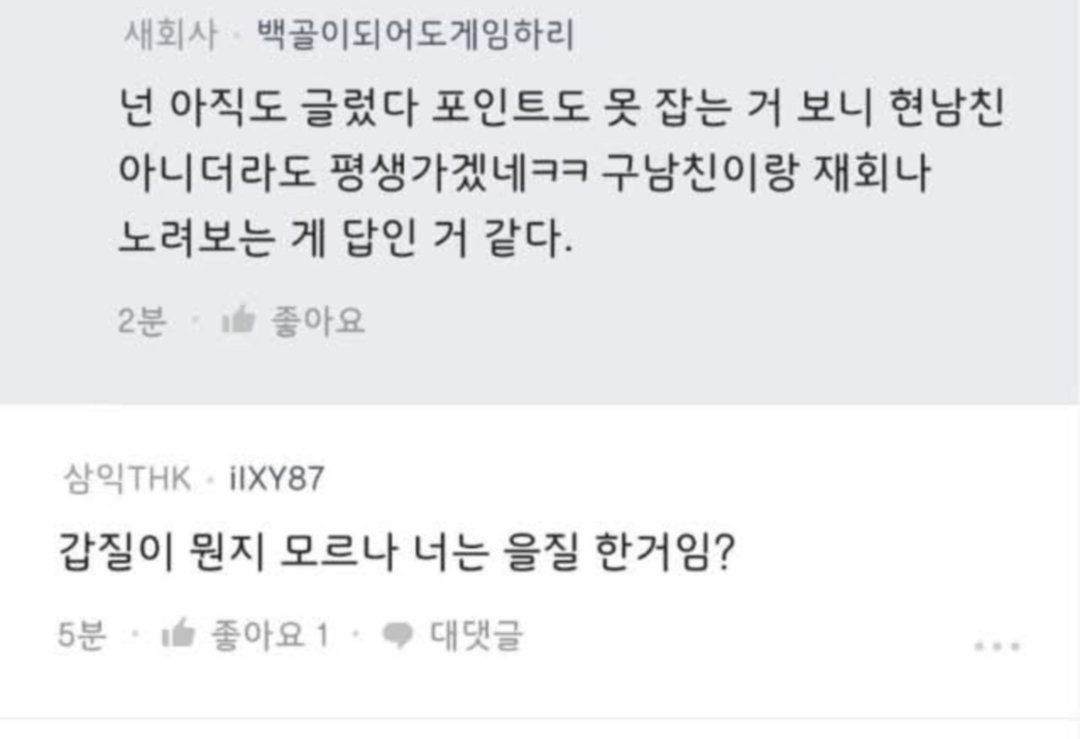 새회사 · 백골이되어도게임하리
넌 아직도 글렀다 포인트도 못 잡는 거 보니 현남친
아니더라도 평생가겠네ㅋㅋ 구남친이랑 재회나
노려보는 게 답인 거 같다.
2분 · 좋아요
삼익THK · iIXY87
갑질이 뭔지 모르나 너는 을질 한거임?
5분 · 좋아요 1 · 대댓글